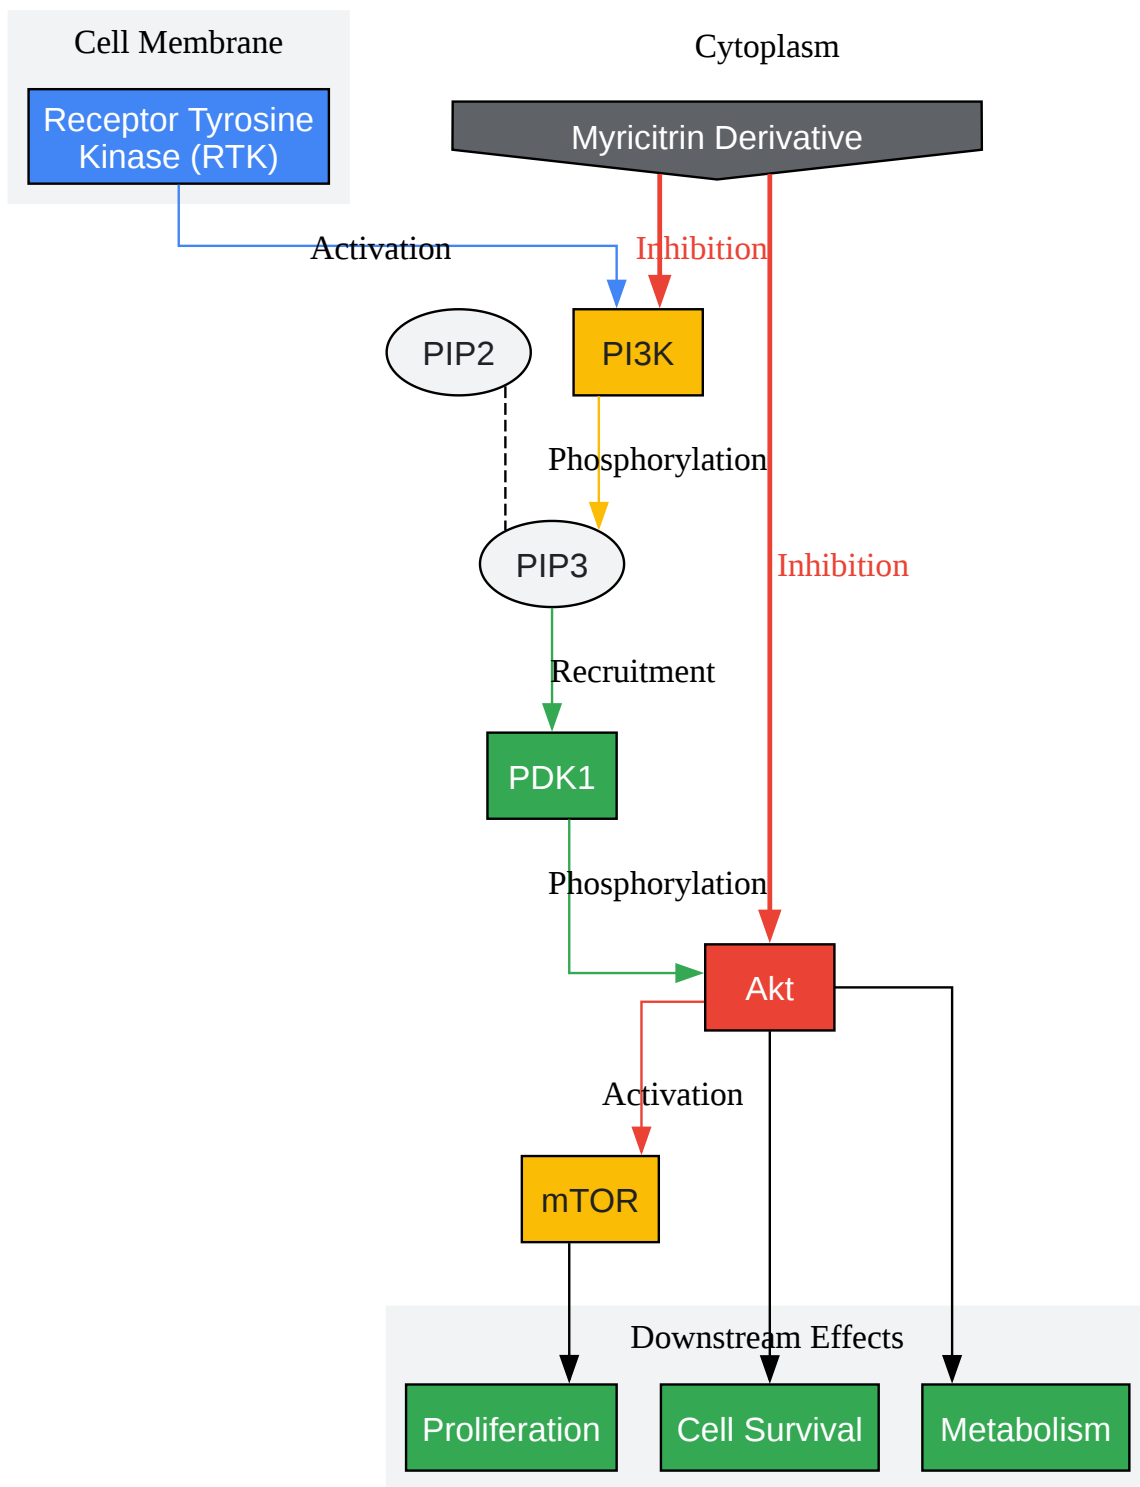 Cell Membrane
Cytoplasm
Receptor Tyrosine
Kinase (RTK)
Myricitrin Derivative
Activation
Inhibition
PIP2
PI3K
Phosphorylation
PIP3
Inhibition
Recruitment
PDK1
Phosphorylation
Akt
Activation
mTOR
Downstream Effects
Proliferation
Cell Survival
Metabolism